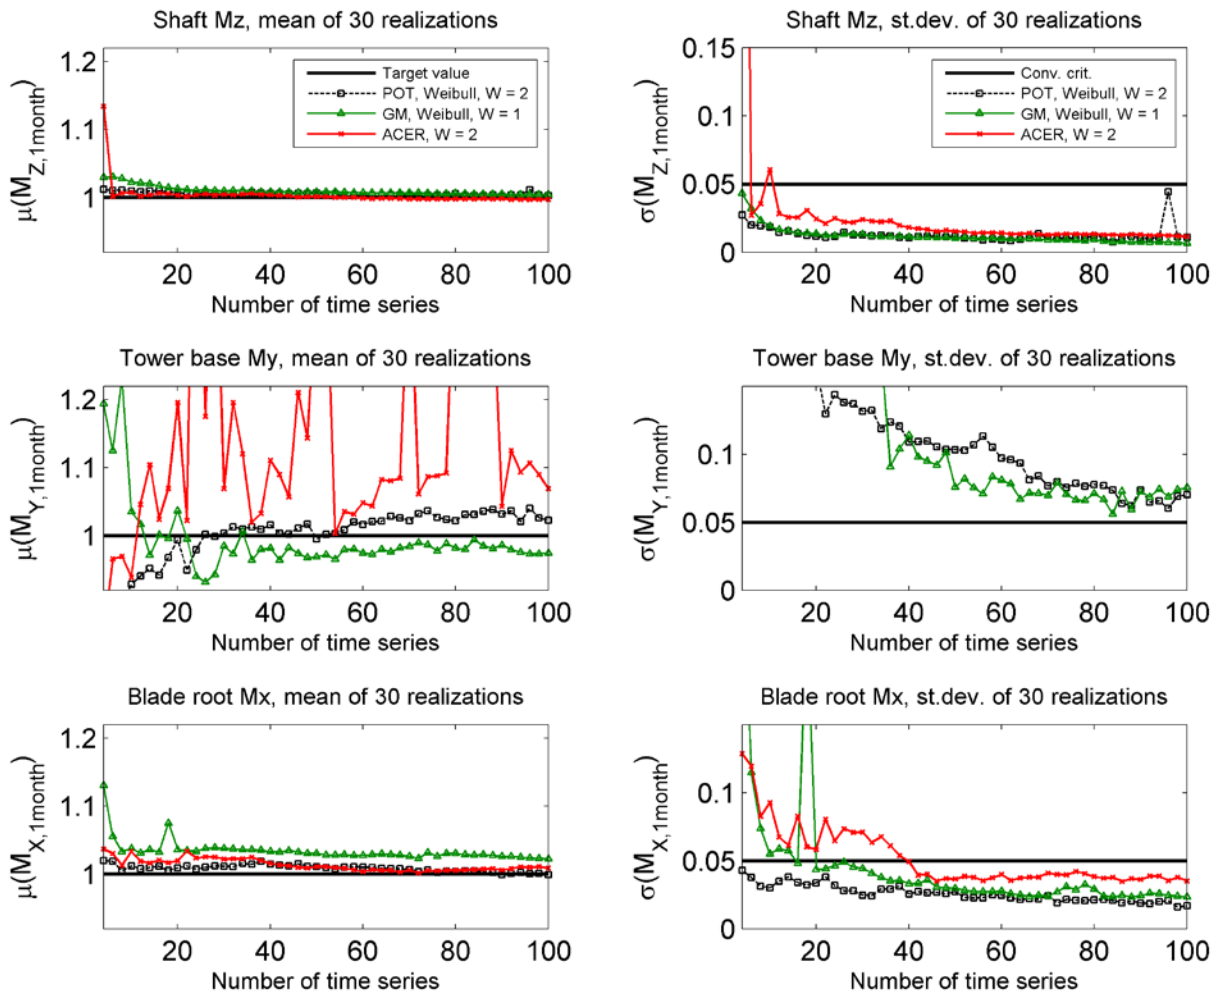 Shaft Mz, mean of 30 realizations
μ(M_Z,1month)
1.2
1.1
1
Target value
POT, Weibull, W = 2
GM, Weibull, W = 1
ACER, W = 2
20 40 60 80 100
Number of time series
Shaft Mz, st.dev. of 30 realizations
σ(M_Z,1month)
0.15
0.1
0.05
0
Conv. crit.
POT, Weibull, W = 2
GM, Weibull, W = 1
ACER, W = 2
20 40 60 80 100
Number of time series
Tower base My, mean of 30 realizations
μ(M_Y,1month)
1.2
1.1
1
20 40 60 80 100
Number of time series
Tower base My, st.dev. of 30 realizations
σ(M_Y,1month)
0.1
0.05
0
20 40 60 80 100
Number of time series
Blade root Mx, mean of 30 realizations
μ(M_X,1month)
1.2
1.1
1
20 40 60 80 100
Number of time series
Blade root Mx, st.dev. of 30 realizations
σ(M_X,1month)
0.1
0.05
0
20 40 60 80 100
Number of time series